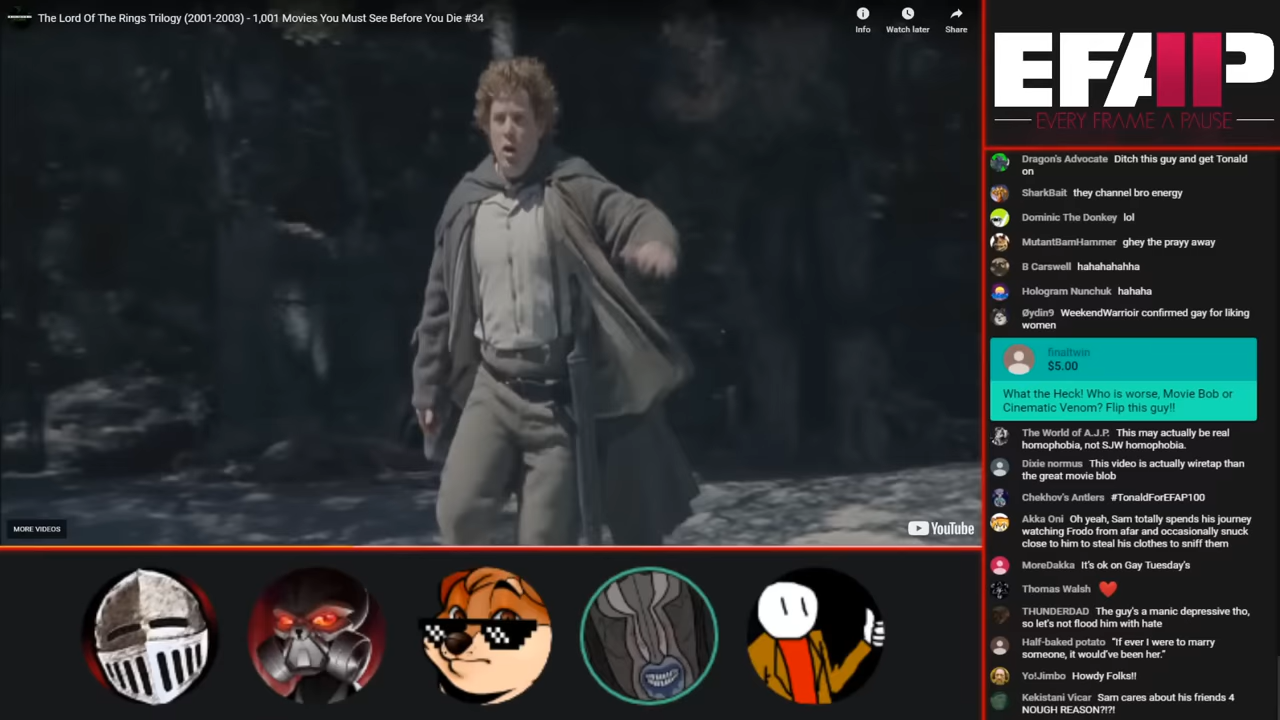 The Lord Of The Rings Trilogy (2001-2003) - 1,001 Movies You Must See Before You Die #34
Info
Watch later
Share
MORE VIDEOS
YouTube
EFAP
EVERY FRAME A PAUSE
Dragon's Advocate Ditch this guy and get Tonald
on
SharkBait they channel bro energy
Dominic The Donkey lol
MutantBamHammer ghey the prayy away
B Carswell hahahahahha
Hologram Nunchuk hahaha
Øydin9 WeekendWarrioir confirmed gay for liking
women
finaltwin
$5.00
What the Heck! Who is worse, Movie Bob or
Cinematic Venom? Flip this guy!!
The World of A.J.P. This may actually be real
homophobia, not SJW homophobia.
Dixie normus This video is actually wiretap than
the great movie blob
Chekhov's Antlers #TonaldForEFAP100
Akka Oni Oh yeah, Sam totally spends his journey
watching Frodo from afar and occasionally snuck
close to him to steal his clothes to sniff them
MoreDakka It's ok on Gay Tuesday's
Thomas Walsh
THUNDERDAD The guy's a manic depressive tho,
so let's not flood him with hate
Half-baked potato "If ever I were to marry
someone, it would've been her."
Yo!Jimbo Howdy Folks!!
Kekistani Vicar Sam cares about his friends 4
NOUGH REASON?!?!